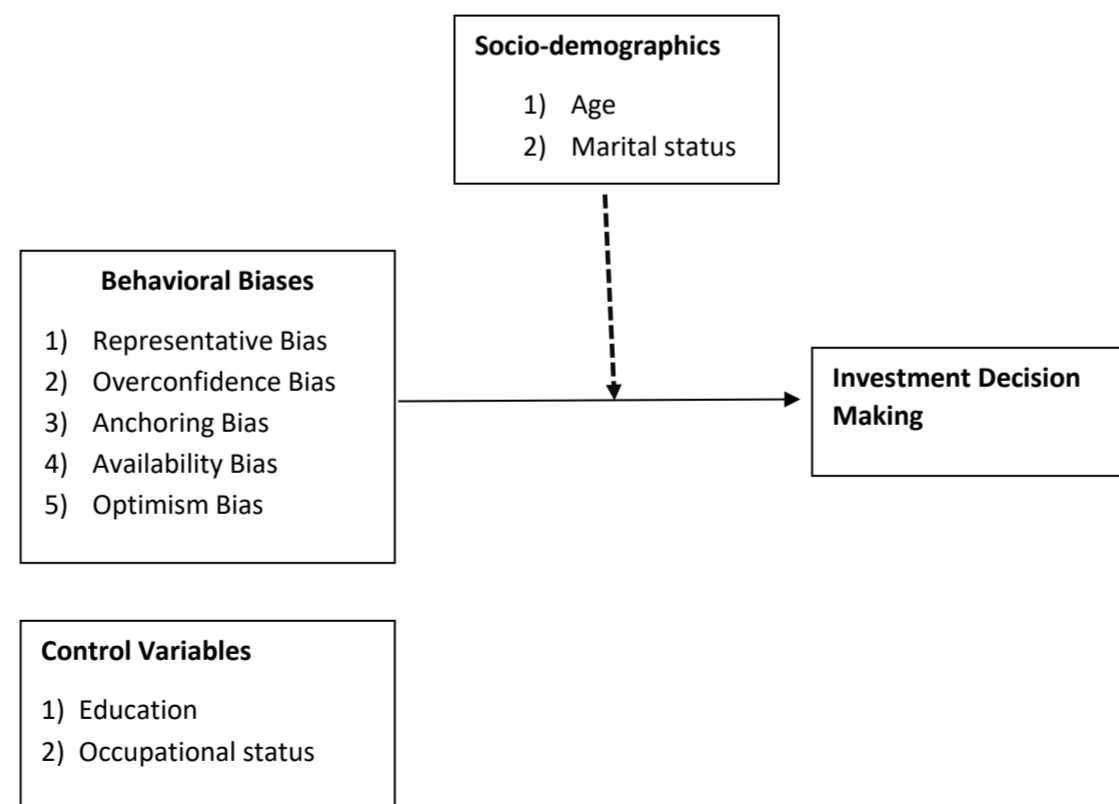 Socio-demographics
1) Age
2) Marital status
Behavioral Biases
1) Representative Bias
2) Overconfidence Bias
3) Anchoring Bias
4) Availability Bias
5) Optimism Bias
Investment Decision
Making
Control Variables
1) Education
2) Occupational status